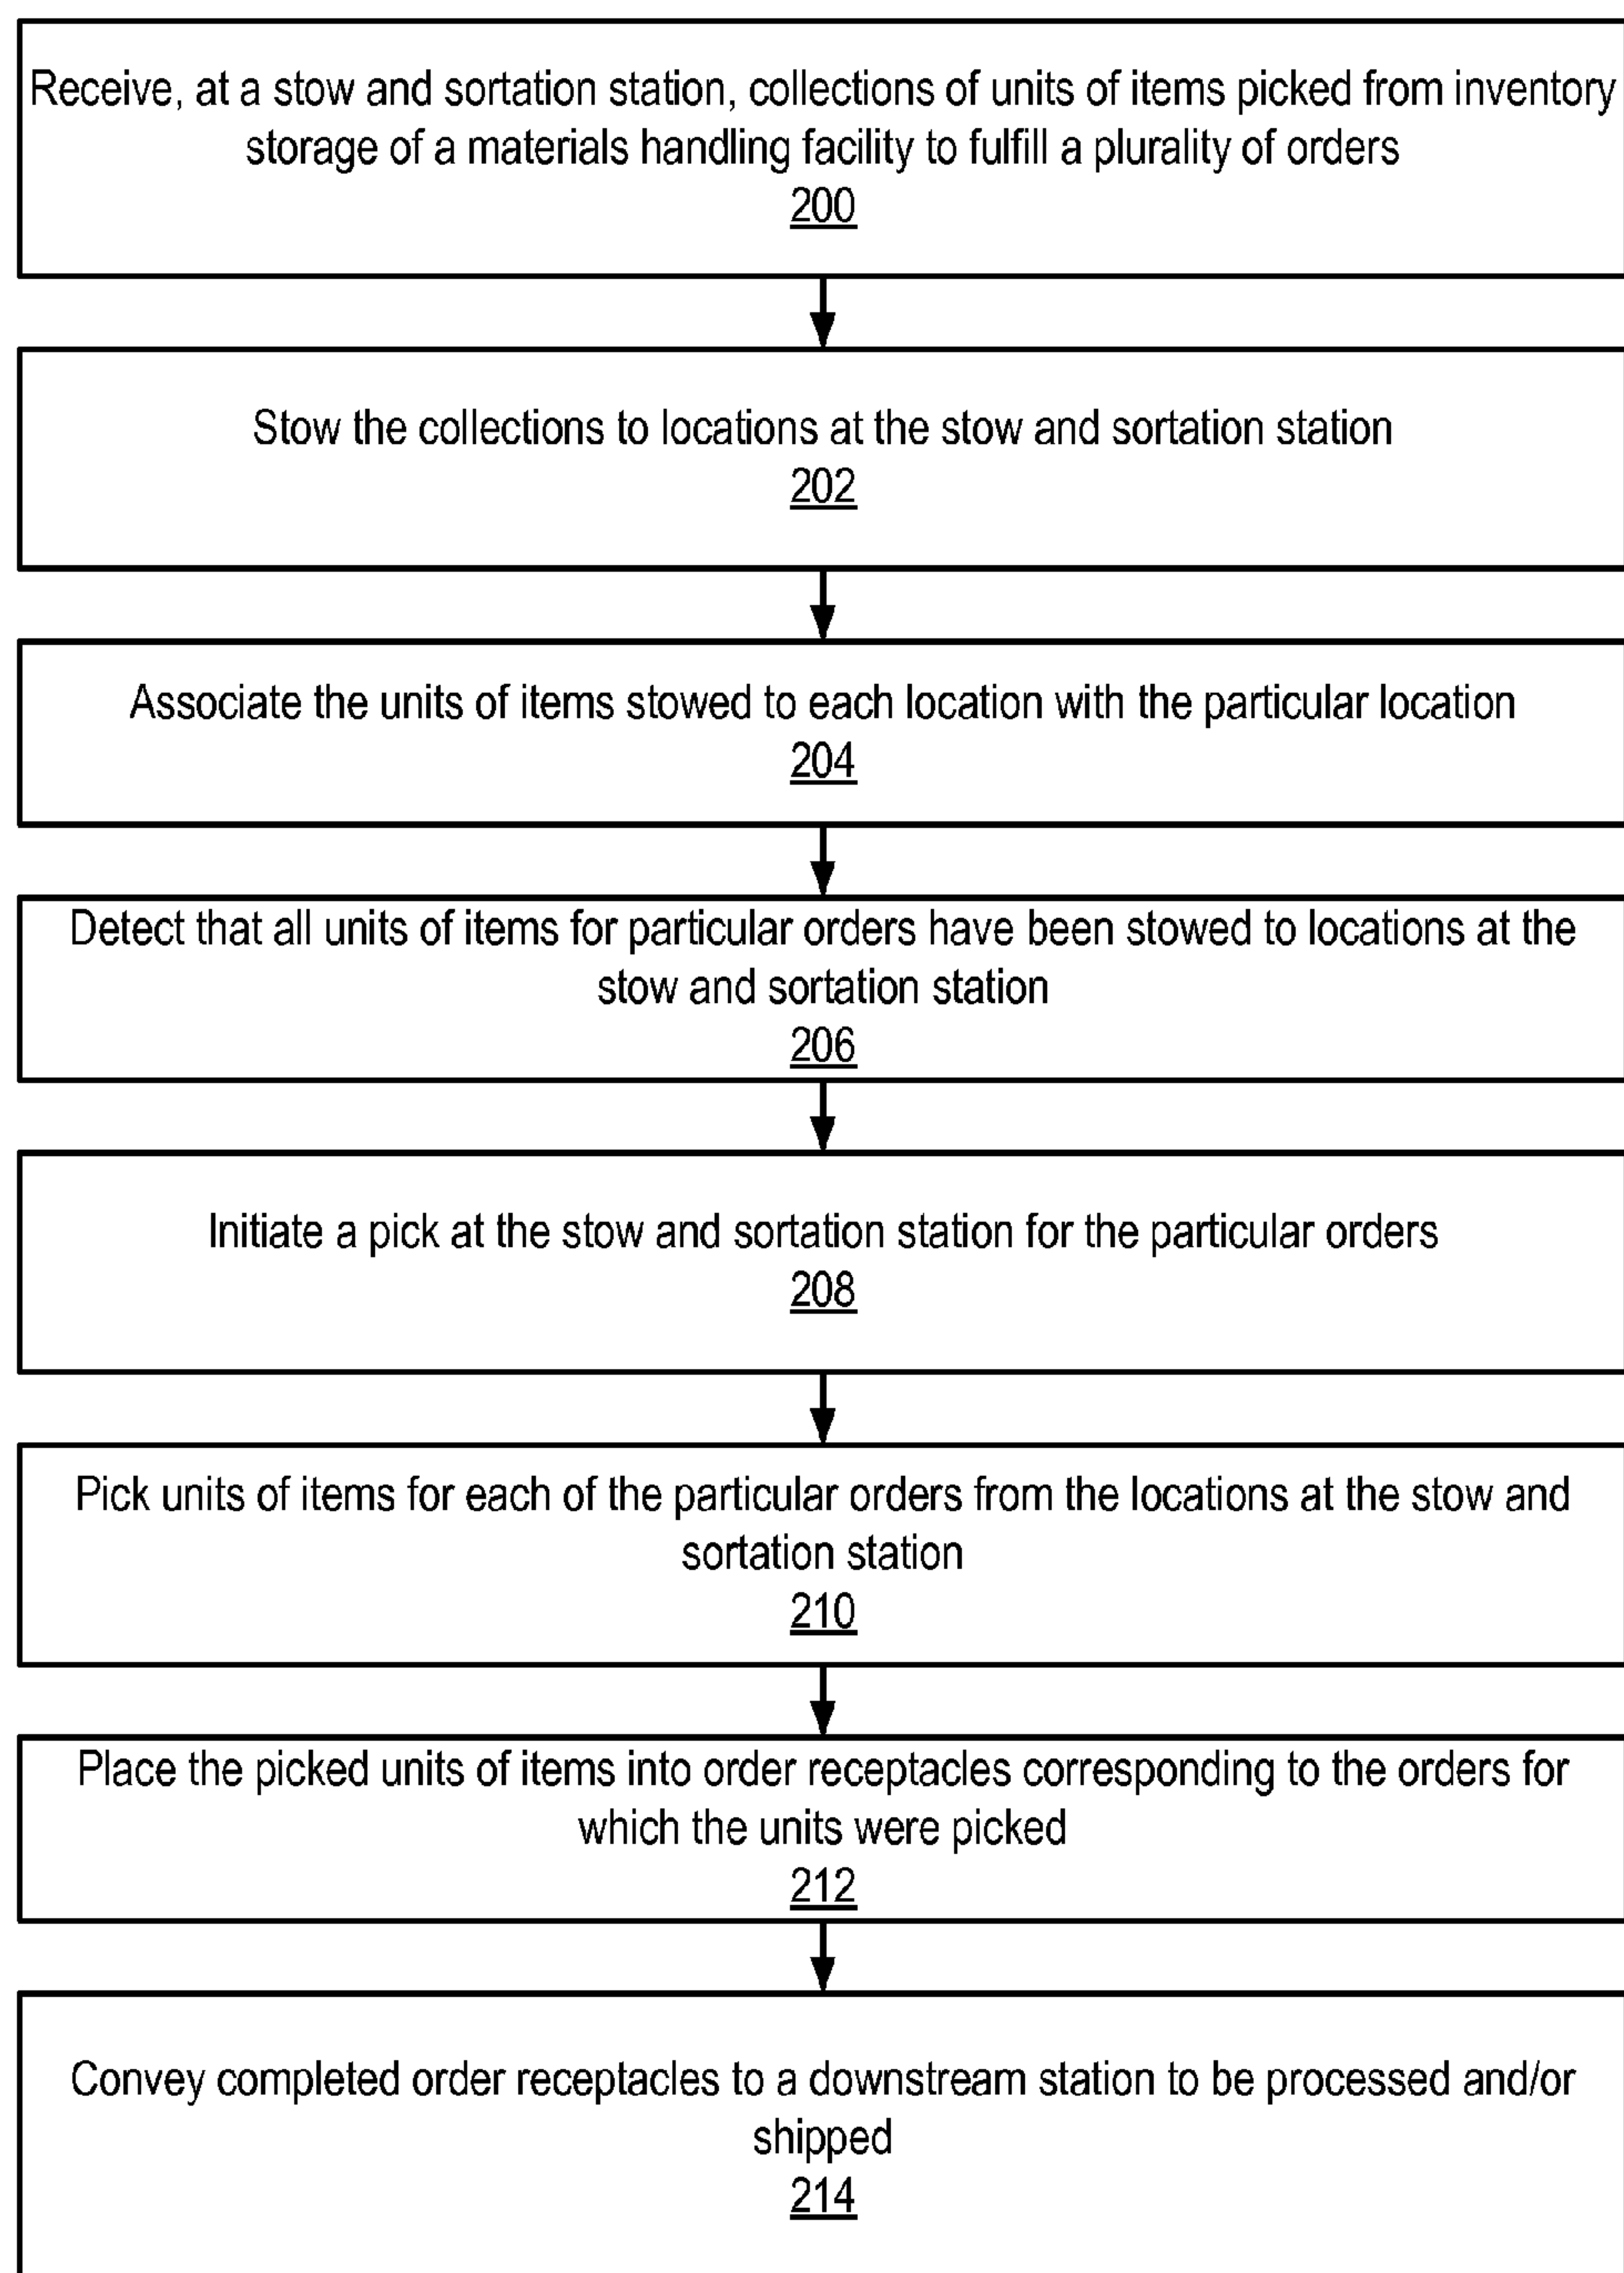 Receive, at a stow and sortation station, collections of units of items picked from inventory
storage of a materials handling facility to fulfill a plurality of orders
200
Stow the collections to locations at the stow and sortation station
202
Associate the units of items stowed to each location with the particular location
204
Detect that all units of items for particular orders have been stowed to locations at the
stow and sortation station
206
Initiate a pick at the stow and sortation station for the particular orders
208
Pick units of items for each of the particular orders from the locations at the stow and
sortation station
210
Place the picked units of items into order receptacles corresponding to the orders for
which the units were picked
212
Convey completed order receptacles to a downstream station to be processed and/or
shipped
214